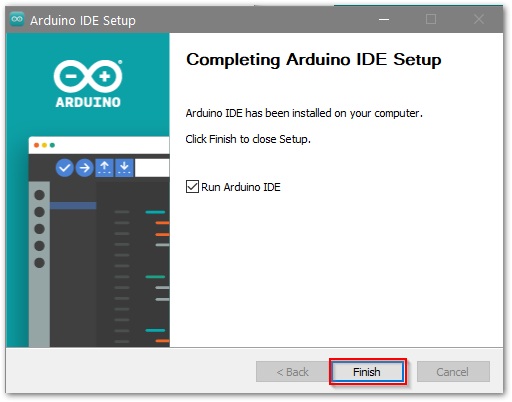 Arduino IDE Setup
ARDUINO
Completing Arduino IDE Setup
Arduino IDE has been installed on your computer.
Click Finish to close Setup.
Run Arduino IDE
< Back
Finish
Cancel